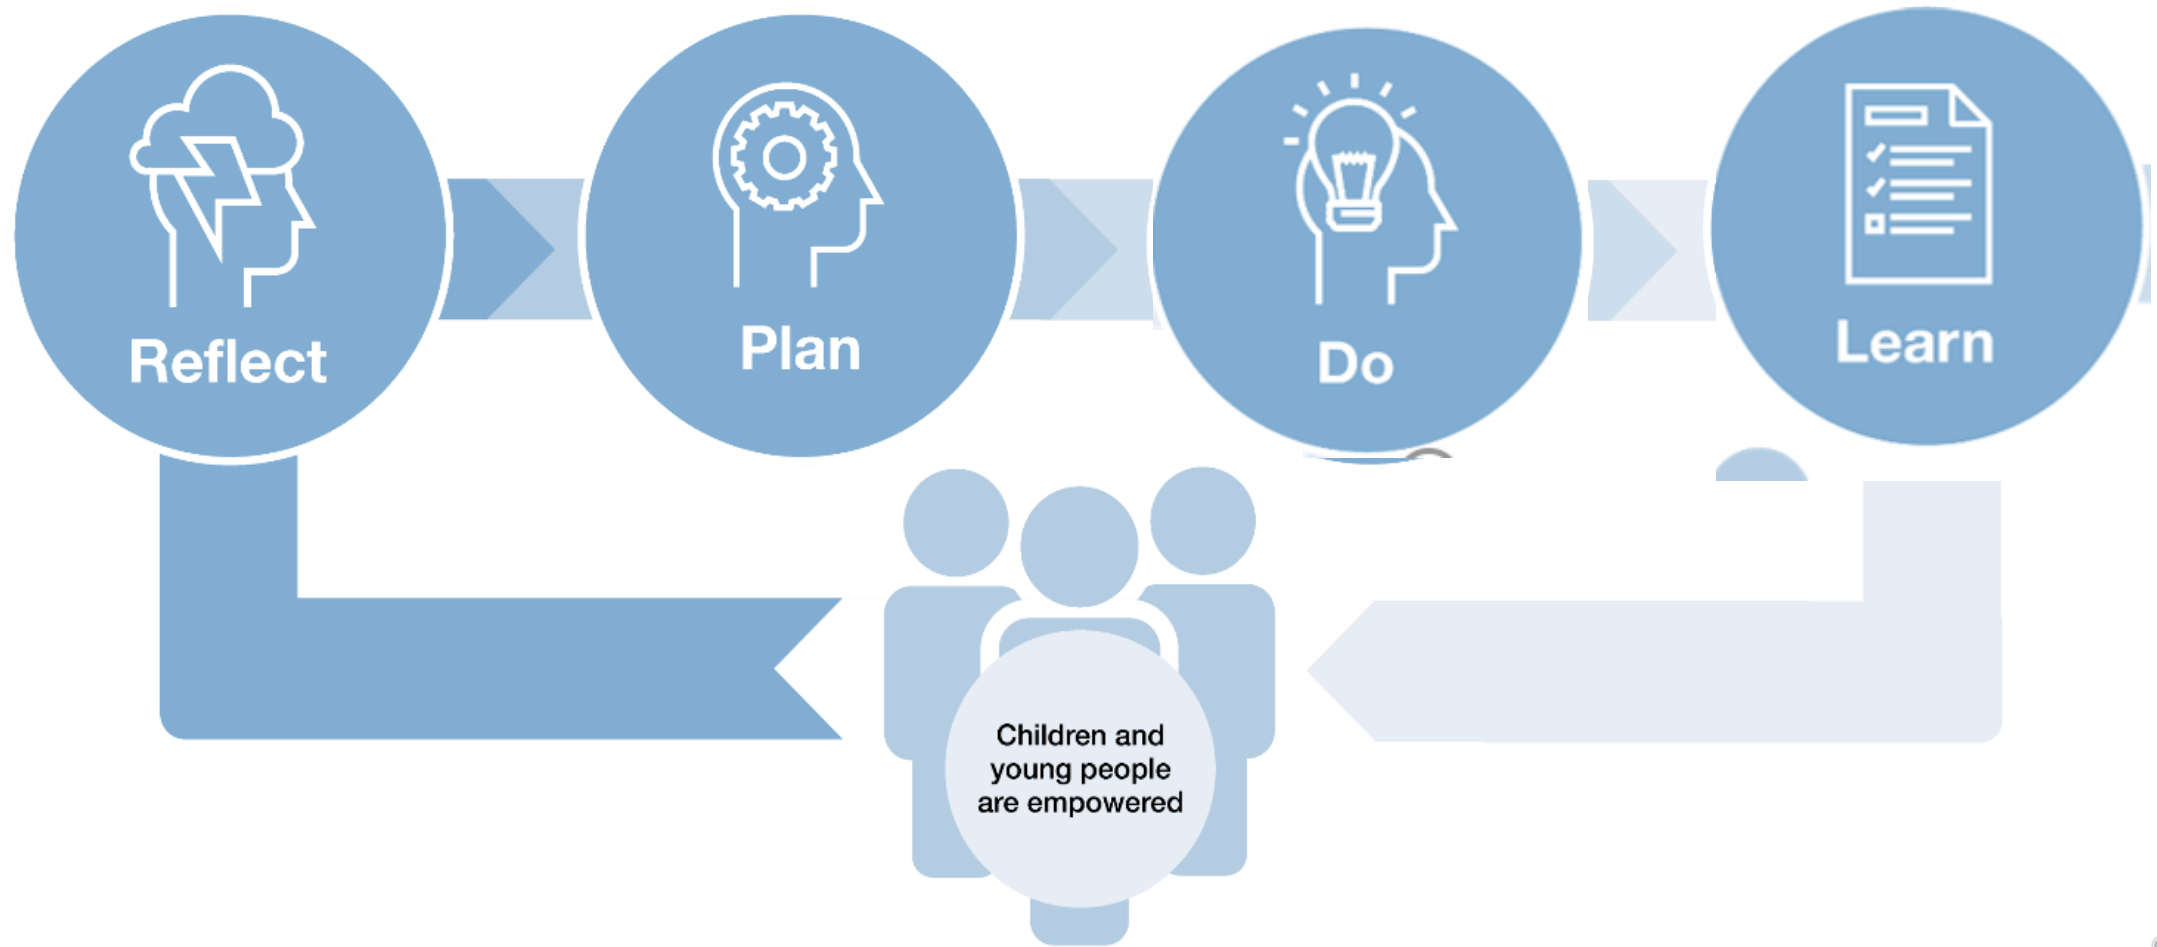 Reflect
Plan
Do
Learn
Children and
young people
are empowered